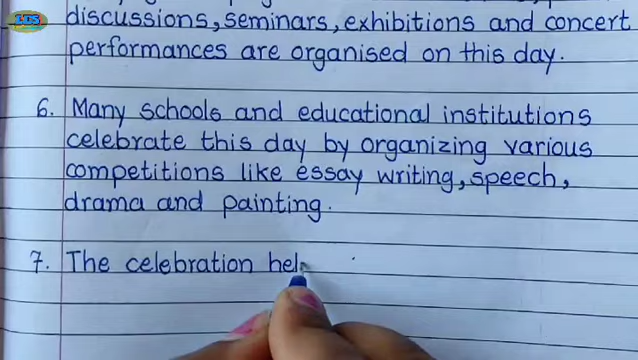 LIS
discussions, seminars, exhibitions and concert
performances are organised on this day.
6. Many schools and educational institutions
celebrate this day by organizing various
competitions like essay writing, speech,
drama and painting.
7. The celebration hel